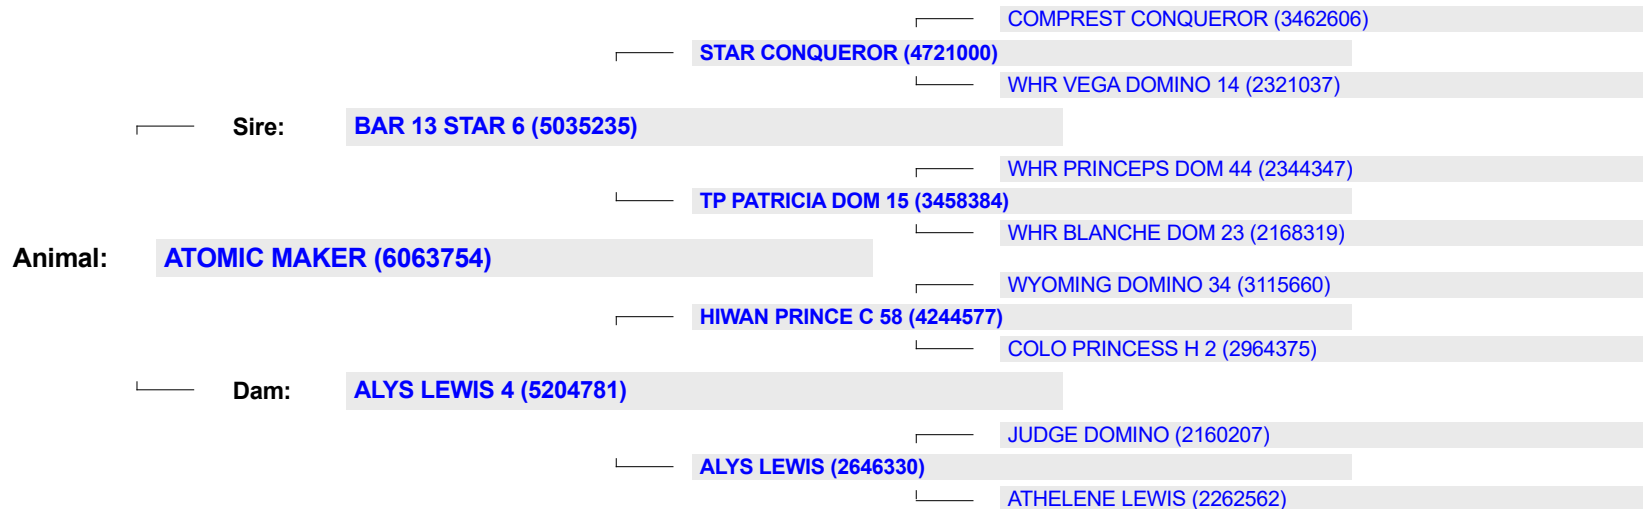 COMPREST CONQUEROR (3462606)
STAR CONQUEROR (4721000)
WHR VEGA DOMINO 14 (2321037)
Sire: BAR 13 STAR 6 (5035235)
WHR PRINCEPS DOM 44 (2344347)
TP PATRICIA DOM 15 (3458384)
WHR BLANCHE DOM 23 (2168319)
Animal: ATOMIC MAKER (6063754)
WYOMING DOMINO 34 (3115660)
HIWAN PRINCE C 58 (4244577)
COLO PRINCESS H 2 (2964375)
Dam: ALYS LEWIS 4 (5204781)
JUDGE DOMINO (2160207)
ALYS LEWIS (2646330)
ATHELENE LEWIS (2262562)